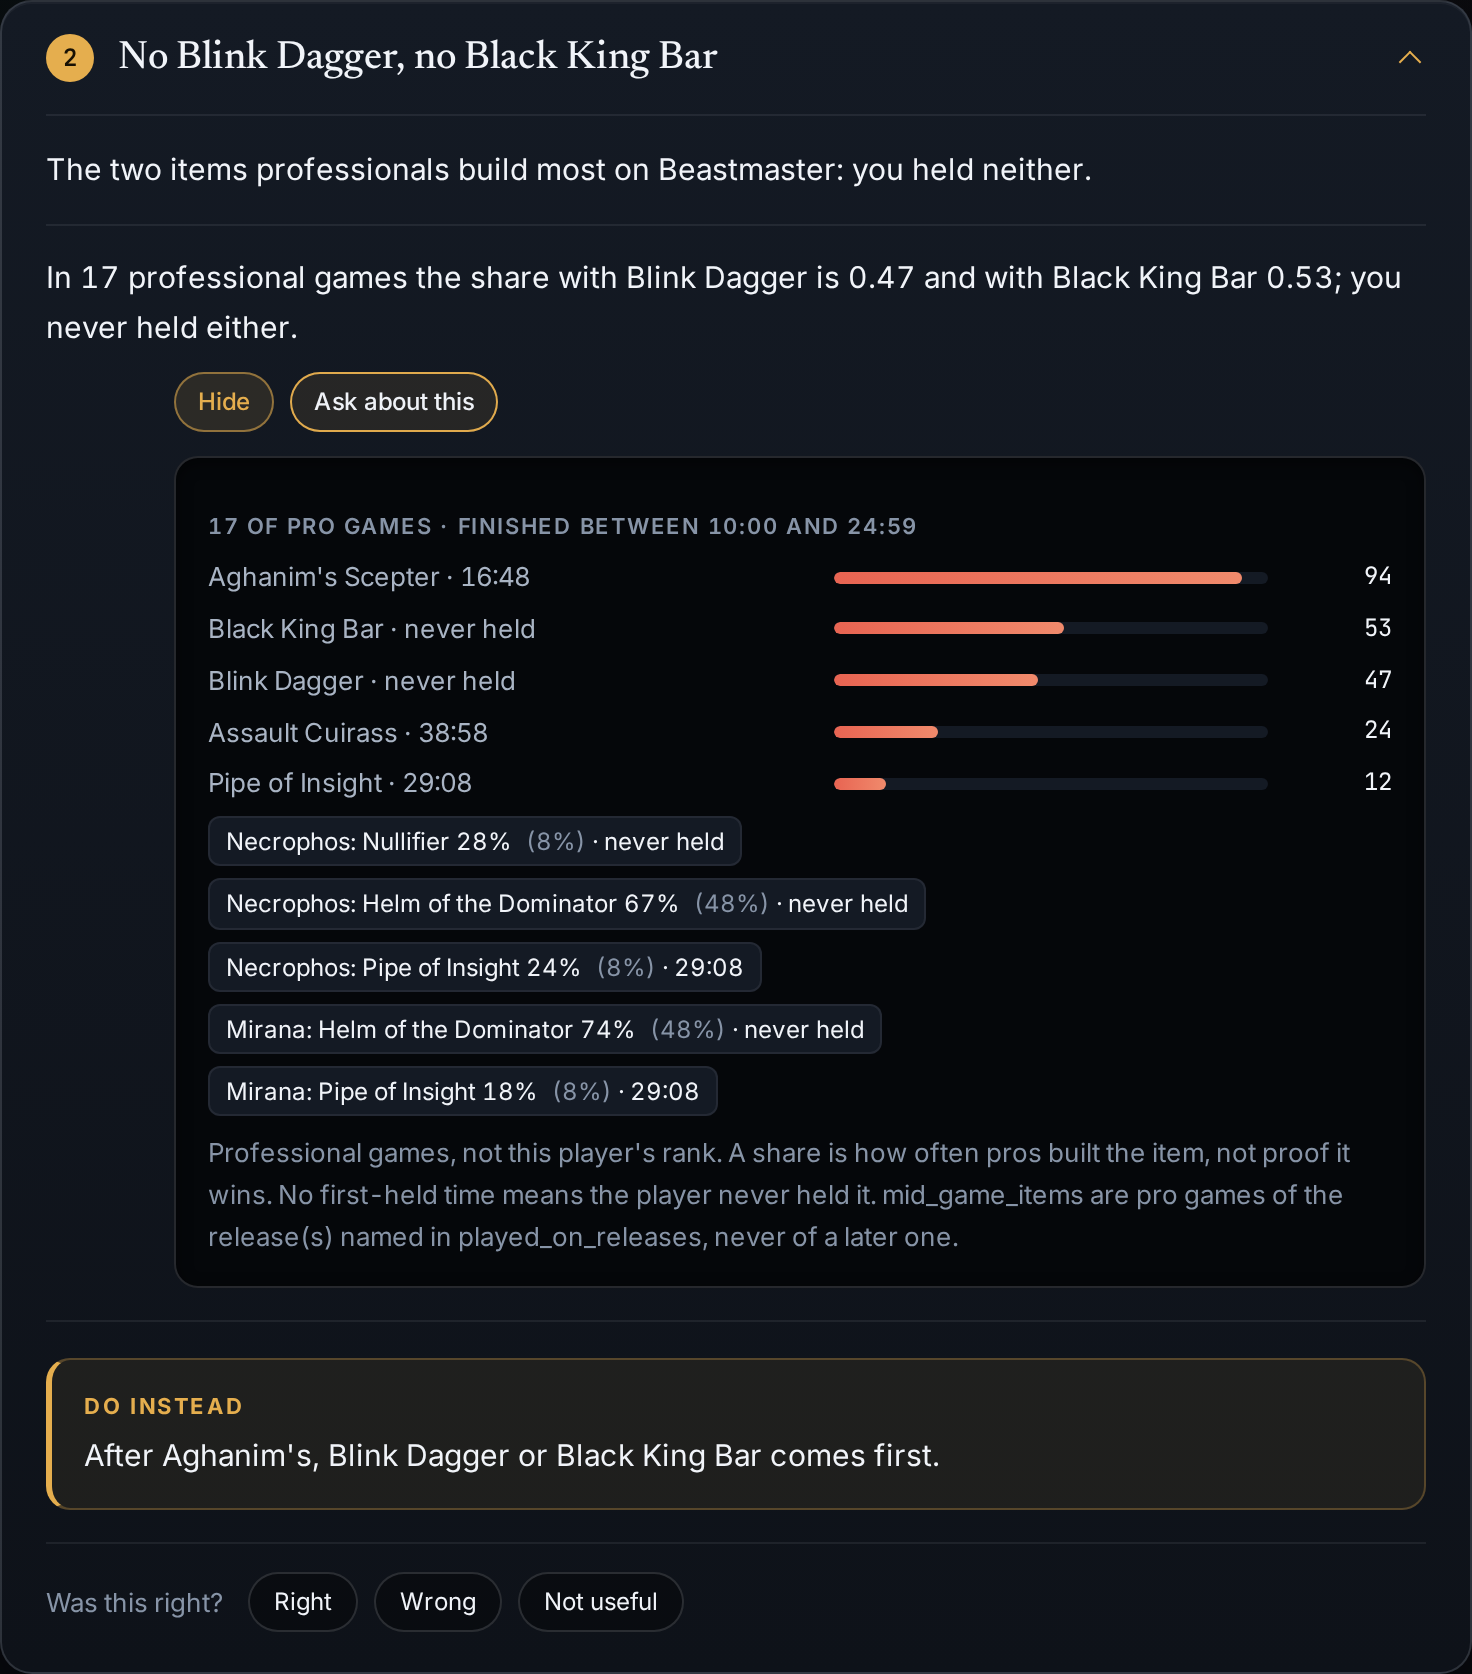 2
No Blink Dagger, no Black King Bar
The two items professionals build most on Beastmaster: you held neither.
In 17 professional games the share with Blink Dagger is 0.47 and with Black King Bar 0.53; you
never held either.
Hide
Ask about this
17 OF PRO GAMES · FINISHED BETWEEN 10:00 AND 24:59
Aghanim's Scepter · 16:48 94
Black King Bar · never held 53
Blink Dagger · never held 47
Assault Cuirass · 38:58 24
Pipe of Insight · 29:08 12
Necrophos: Nullifier 28% (8%) · never held
Necrophos: Helm of the Dominator 67% (48%) · never held
Necrophos: Pipe of Insight 24% (8%) · 29:08
Mirana: Helm of the Dominator 74% (48%) · never held
Mirana: Pipe of Insight 18% (8%) · 29:08
Professional games, not this player's rank. A share is how often pros built the item, not proof it
wins. No first-held time means the player never held it. mid_game_items are pro games of the
release(s) named in played_on_releases, never of a later one.
DO INSTEAD
After Aghanim's, Blink Dagger or Black King Bar comes first.
Was this right? Right Wrong Not useful